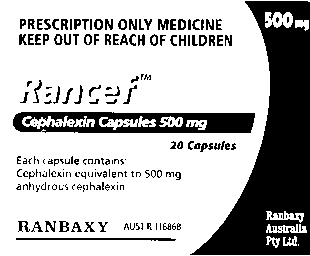 PRESCRIPTION ONLY MEDICINE
KEEP OUT OF REACH OF CHILDREN
500 mg
Rancef™
Cephalexin Capsules 500 mg
20 Capsules
Each capsule contains:
Cephalexin equivalent to 500 mg
anhydrous cephalexin
RANBAXY AUST R 116868
Ranbaxy
Australia
Pty Ltd.